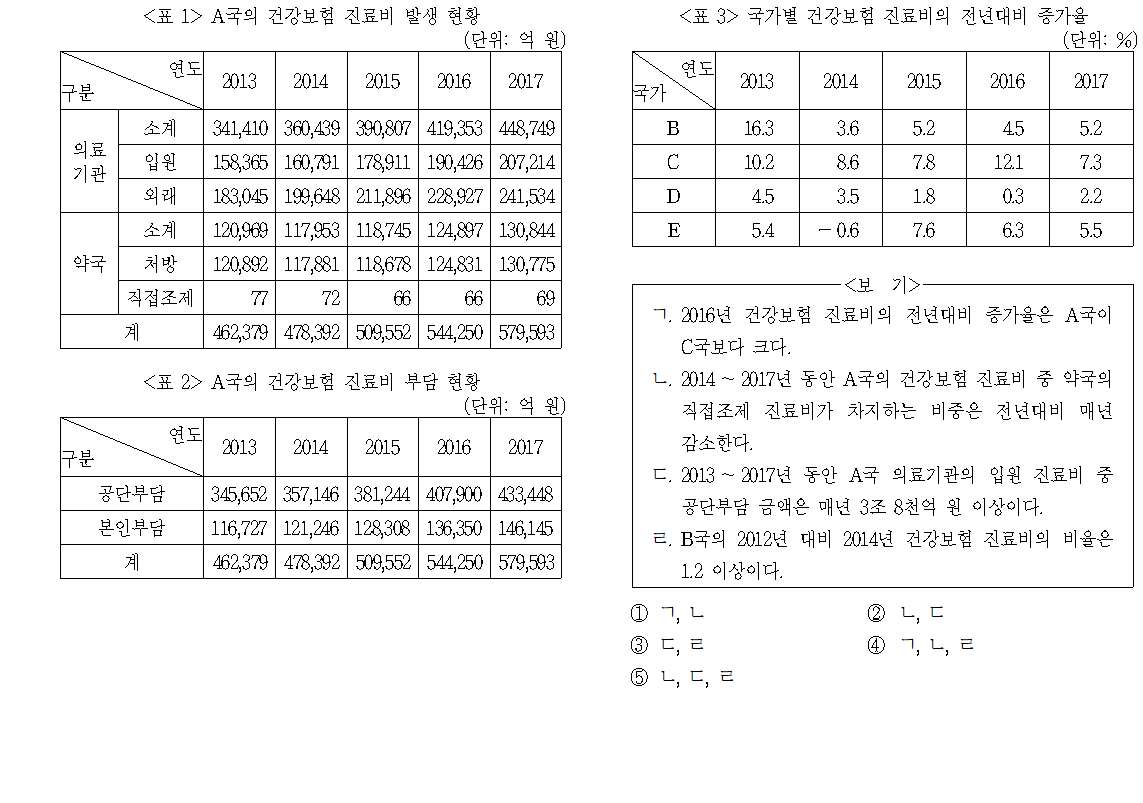 <표 1> A국의 건강보험 진료비 발생 현황
(단위: 억 원)
구분 연도 2013 2014 2015 2016 2017
의료기관 소계 341,410 360,439 390,807 419,353 448,749
입원 158,365 160,791 178,911 190,426 207,214
외래 183,045 199,648 211,896 228,927 241,534
약국 소계 120,969 117,953 118,745 124,897 130,844
처방 120,892 117,881 118,678 124,831 130,775
직접조제 77 72 66 66 69
계 462,379 478,392 509,552 544,250 579,593
<표 2> A국의 건강보험 진료비 부담 현황
(단위: 억 원)
구분 연도 2013 2014 2015 2016 2017
공단부담 345,652 357,146 381,244 407,900 433,448
본인부담 116,727 121,246 128,308 136,350 146,145
계 462,379 478,392 509,552 544,250 579,593
<표 3> 국가별 건강보험 진료비의 전년대비 증가율
(단위: %)
국가 연도 2013 2014 2015 2016 2017
B 16.3 3.6 5.2 4.5 5.2
C 10.2 8.6 7.8 12.1 7.3
D 4.5 3.5 1.8 0.3 2.2
E 5.4 -0.6 7.6 6.3 5.5
<보 기>
ㄱ. 2016년 건강보험 진료비의 전년대비 증가율은 A국이
C국보다 크다.
ㄴ. 2014 ~ 2017년 동안 A국의 건강보험 진료비 중 약국의
직접조제 진료비가 차지하는 비중은 전년대비 매년
감소한다.
ㄷ. 2013 ~ 2017년 동안 A국 의료기관의 입원 진료비 중
공단부담 금액은 매년 3조 8천억 원 이상이다.
ㄹ. B국의 2012년 대비 2014년 건강보험 진료비의 비율은
1.2 이상이다.
① ㄱ, ㄴ ② ㄴ, ㄷ
③ ㄷ, ㄹ ④ ㄱ, ㄴ, ㄹ
⑤ ㄴ, ㄷ, ㄹ